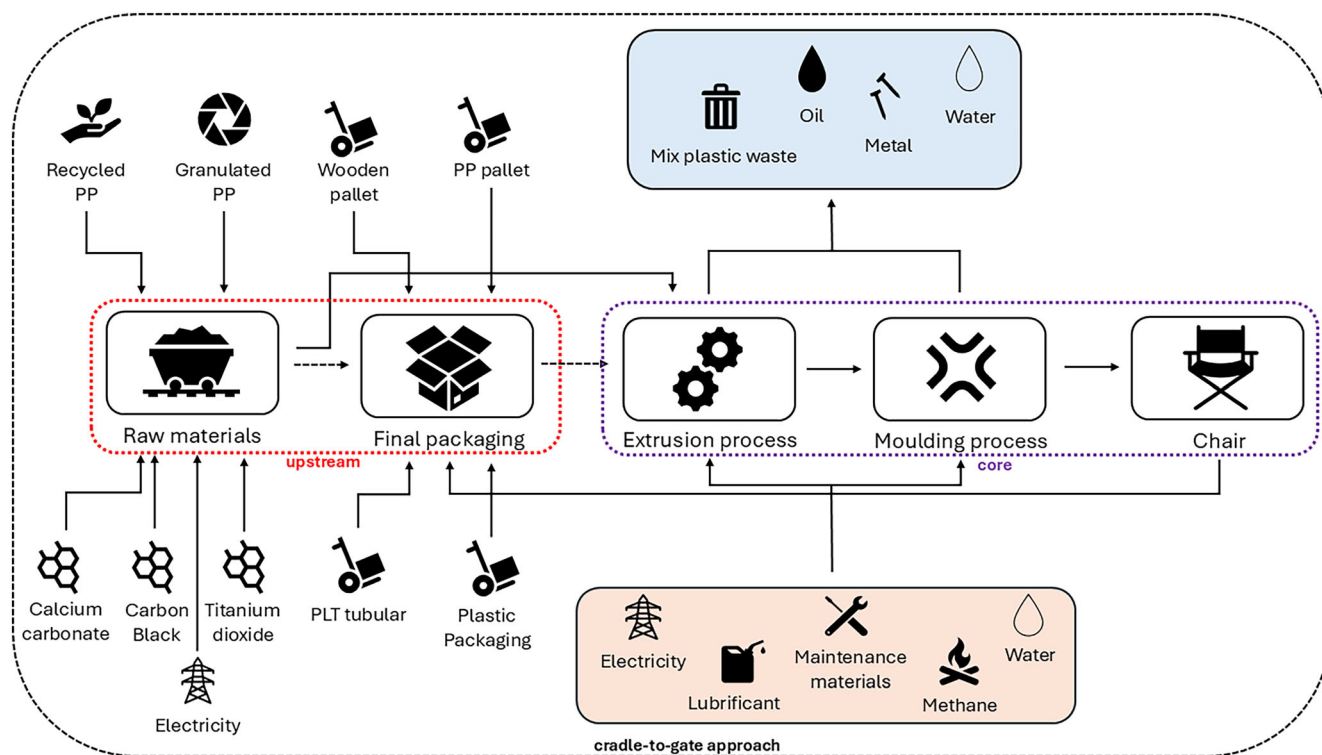 Oil
Water
Metal
Mix plastic waste
Recycled
PP
Granulated
PP
Wooden
pallet
PP pallet
Raw materials
Final packaging
upstream
Extrusion process
Moulding process
Chair
core
Calcium
carbonate
Carbon
Black
Titanium
dioxide
PLT tubular
Plastic
Packaging
Electricity
Electricity
Lubrificant
Maintenance
materials
Methane
Water
cradle-to-gate approach